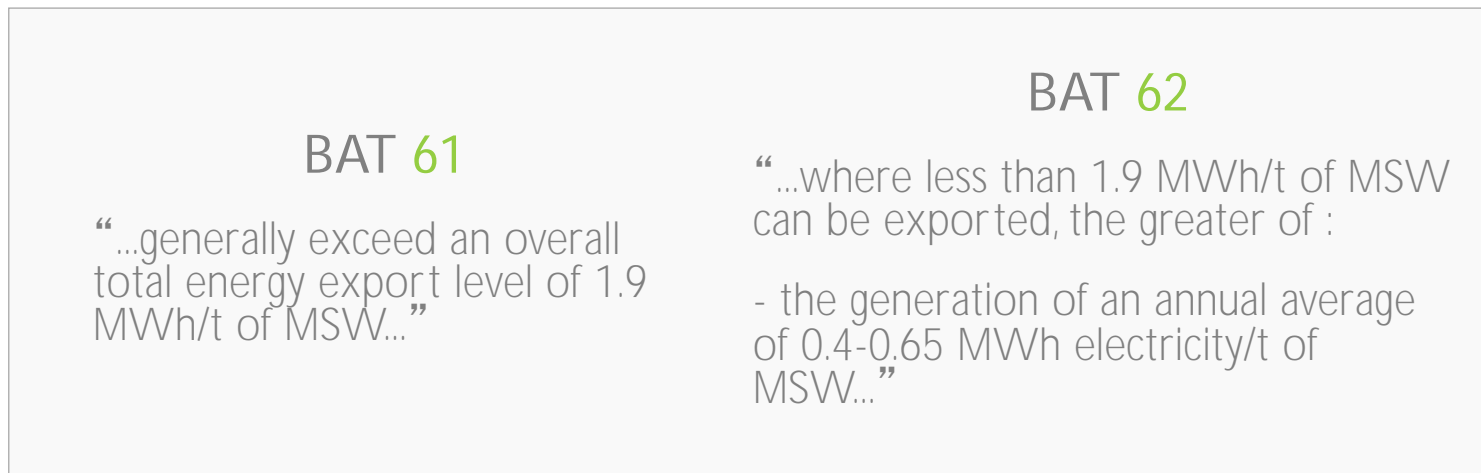 BAT 61
“...generally exceed an overall
total energy export level of 1.9
MWh/t of MSW...”
BAT 62
“...where less than 1.9 MWh/t of MSW
can be exported, the greater of :
- the generation of an annual average
of 0.4-0.65 MWh electricity/t of
MSW...”